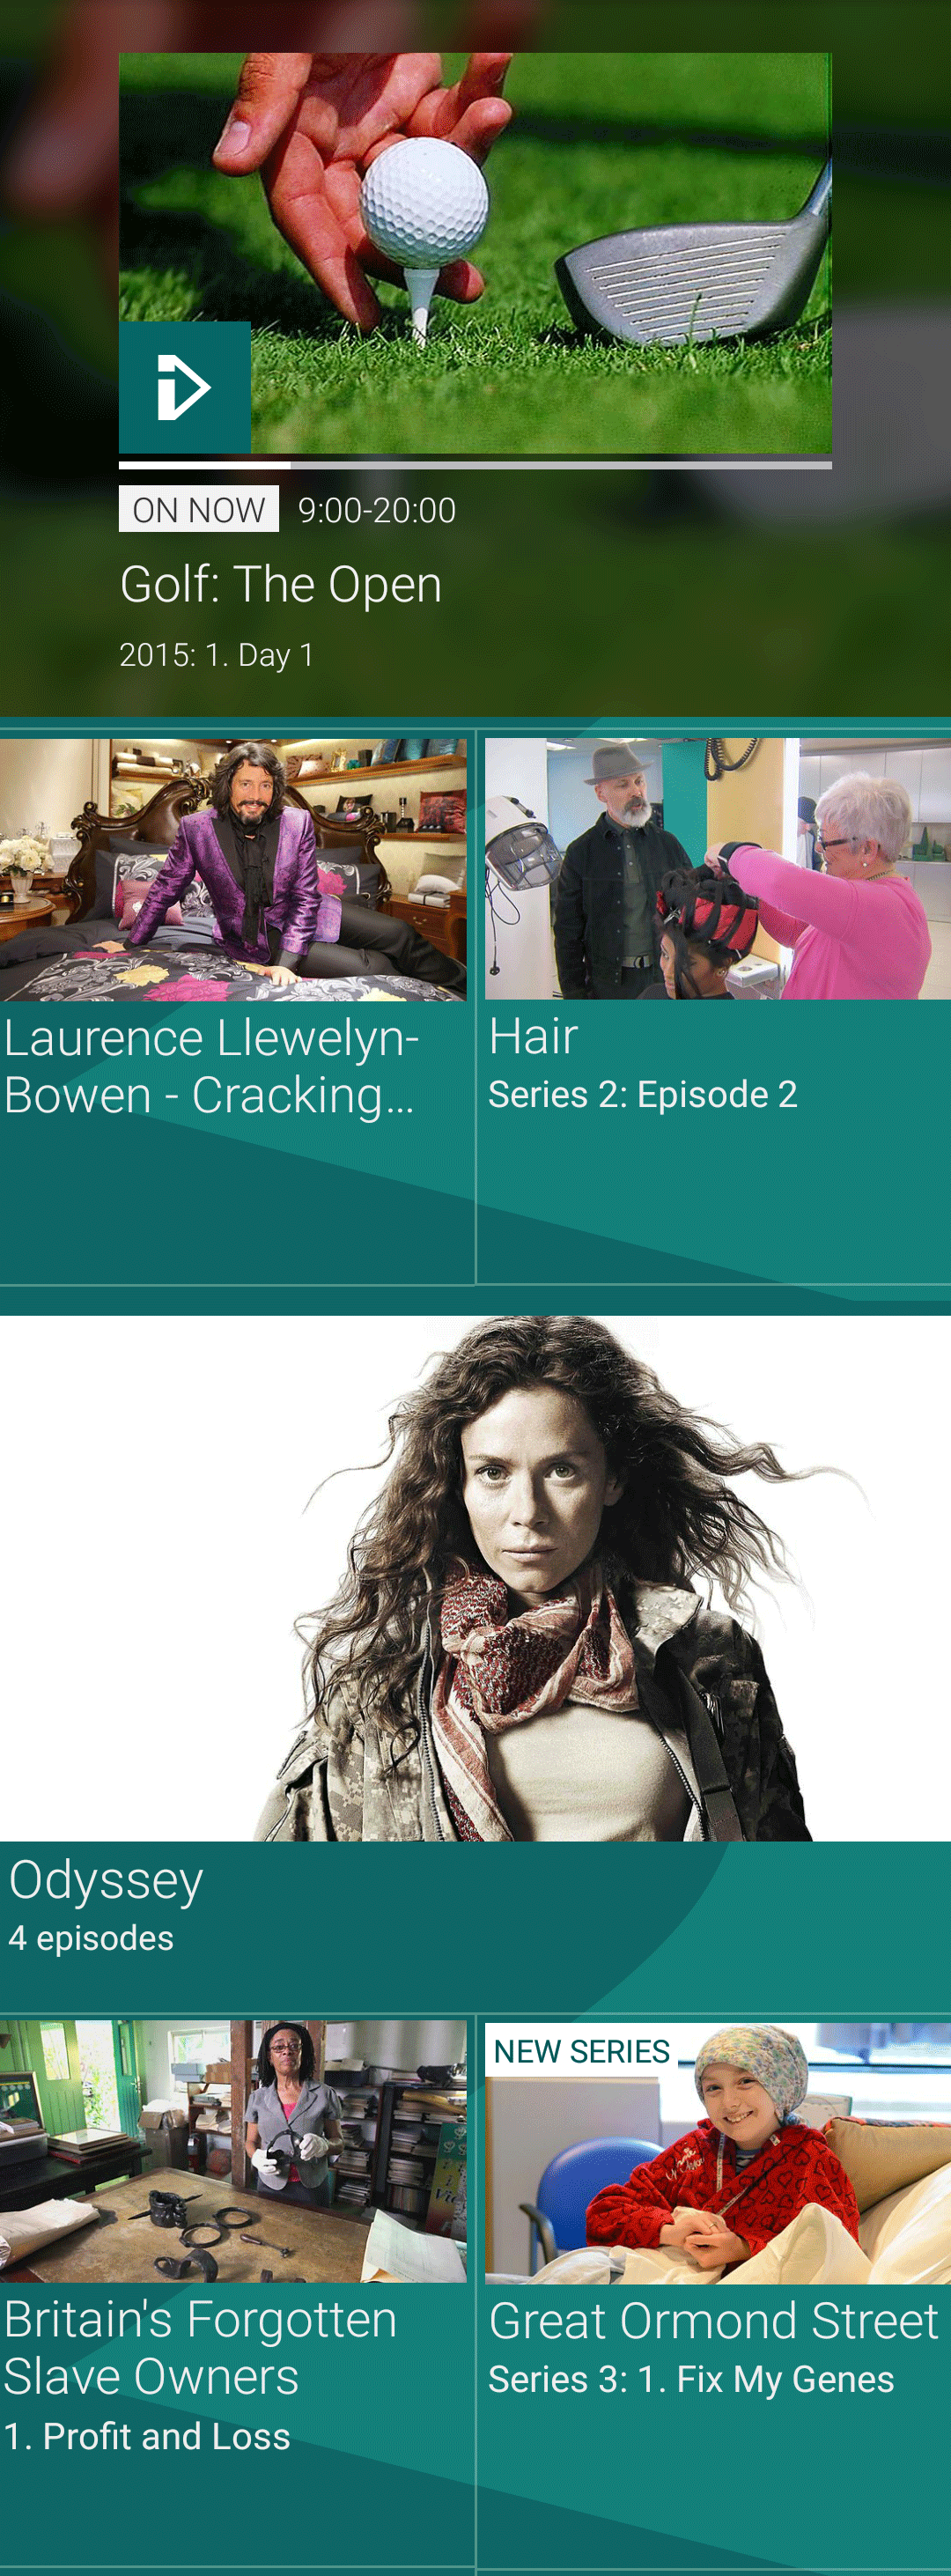 ON NOW 9:00-20:00
Golf: The Open
2015: 1. Day 1
Laurence Llewelyn-
Bowen - Cracking...
Hair
Series 2: Episode 2
Odyssey
4 episodes
Britain's Forgotten
Slave Owners
1. Profit and Loss
NEW SERIES
Great Ormond Street
Series 3: 1. Fix My Genes